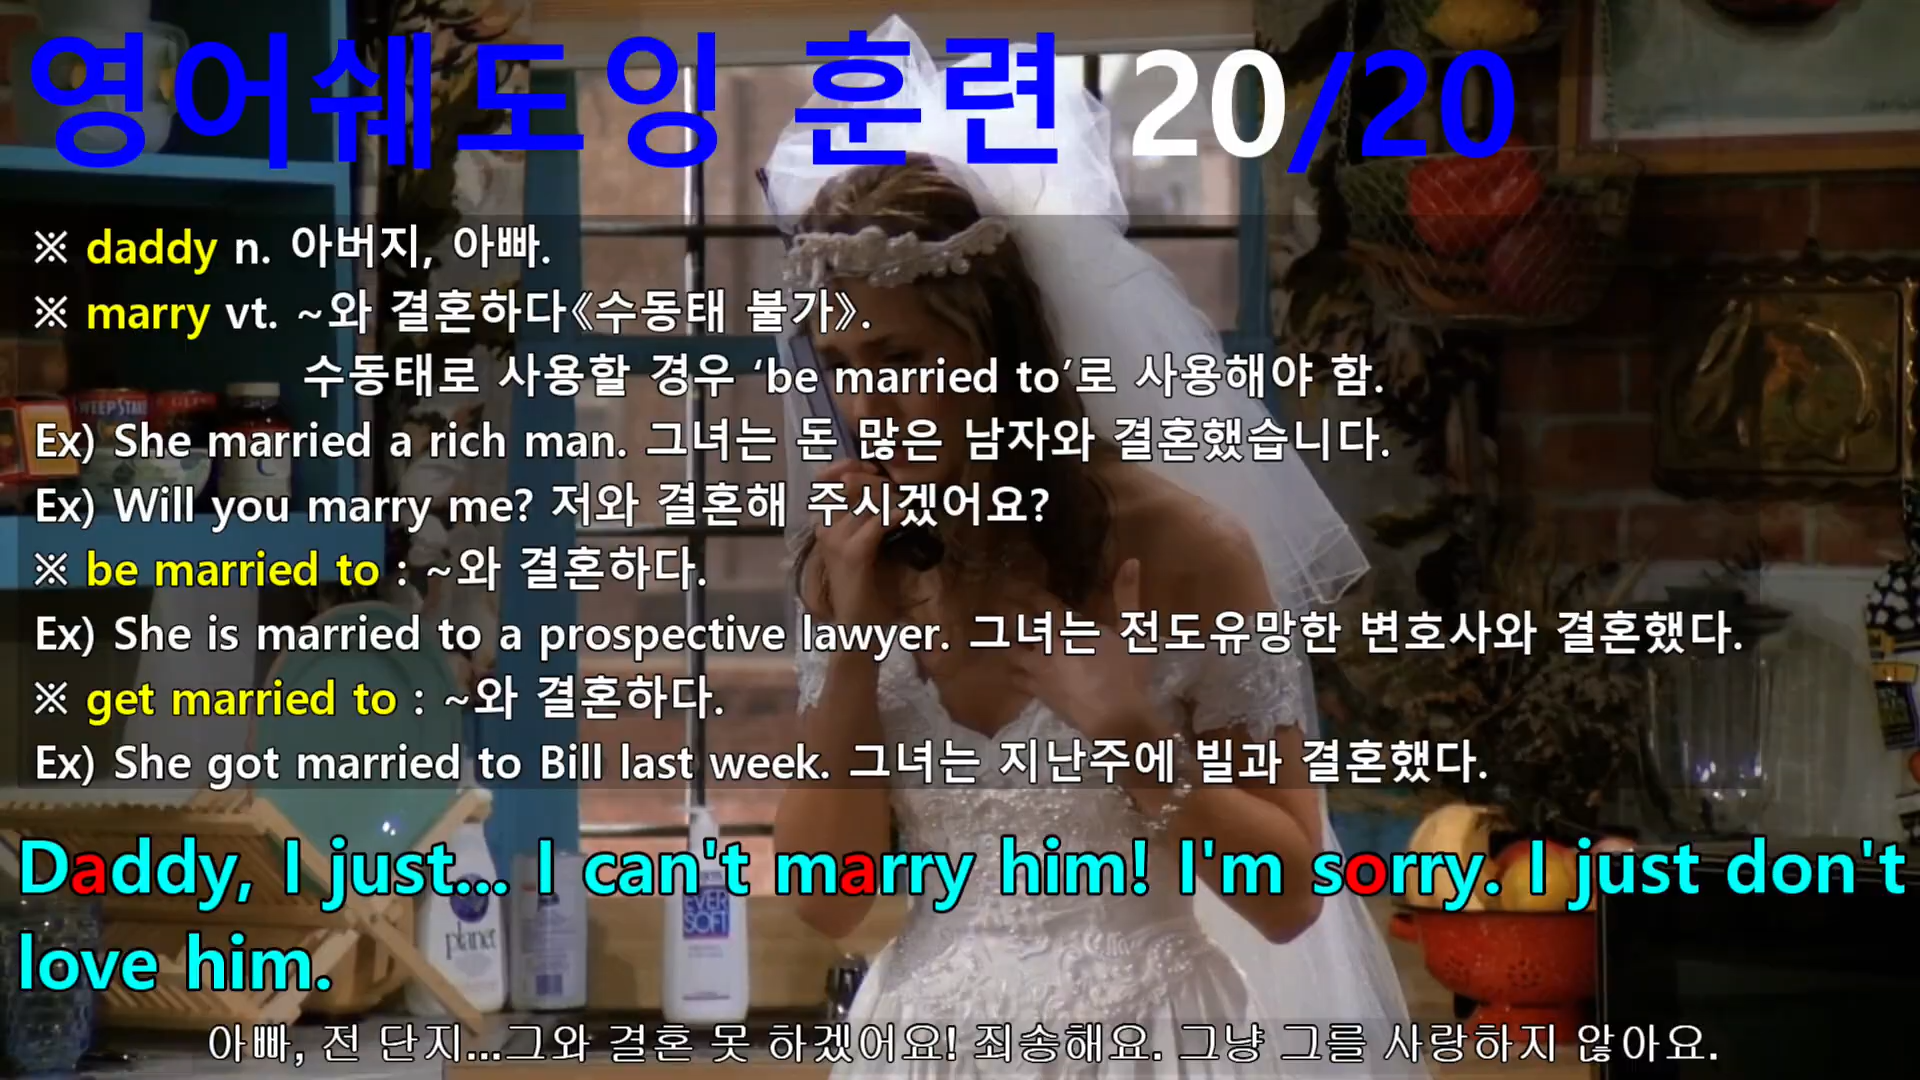 영어쉐도잉 훈련 20/20
※ daddy n. 아버지, 아빠.
※ marry vt. ~와 결혼하다《수동태 불가》.
수동태로 사용할 경우 ‘be married to’로 사용해야 함.
Ex) She married a rich man. 그녀는 돈 많은 남자와 결혼했습니다.
Ex) Will you marry me? 저와 결혼해 주시겠어요?
※ be married to : ~와 결혼하다.
Ex) She is married to a prospective lawyer. 그녀는 전도유망한 변호사와 결혼했다.
※ get married to : ~와 결혼하다.
Ex) She got married to Bill last week. 그녀는 지난주에 빌과 결혼했다.
Daddy, I just... I can't marry him! I'm sorry. I just don't
love him.
아빠, 전 단지...그와 결혼 못 하겠어요! 죄송해요. 그냥 그를 사랑하지 않아요.
planet
EVER
SOFT